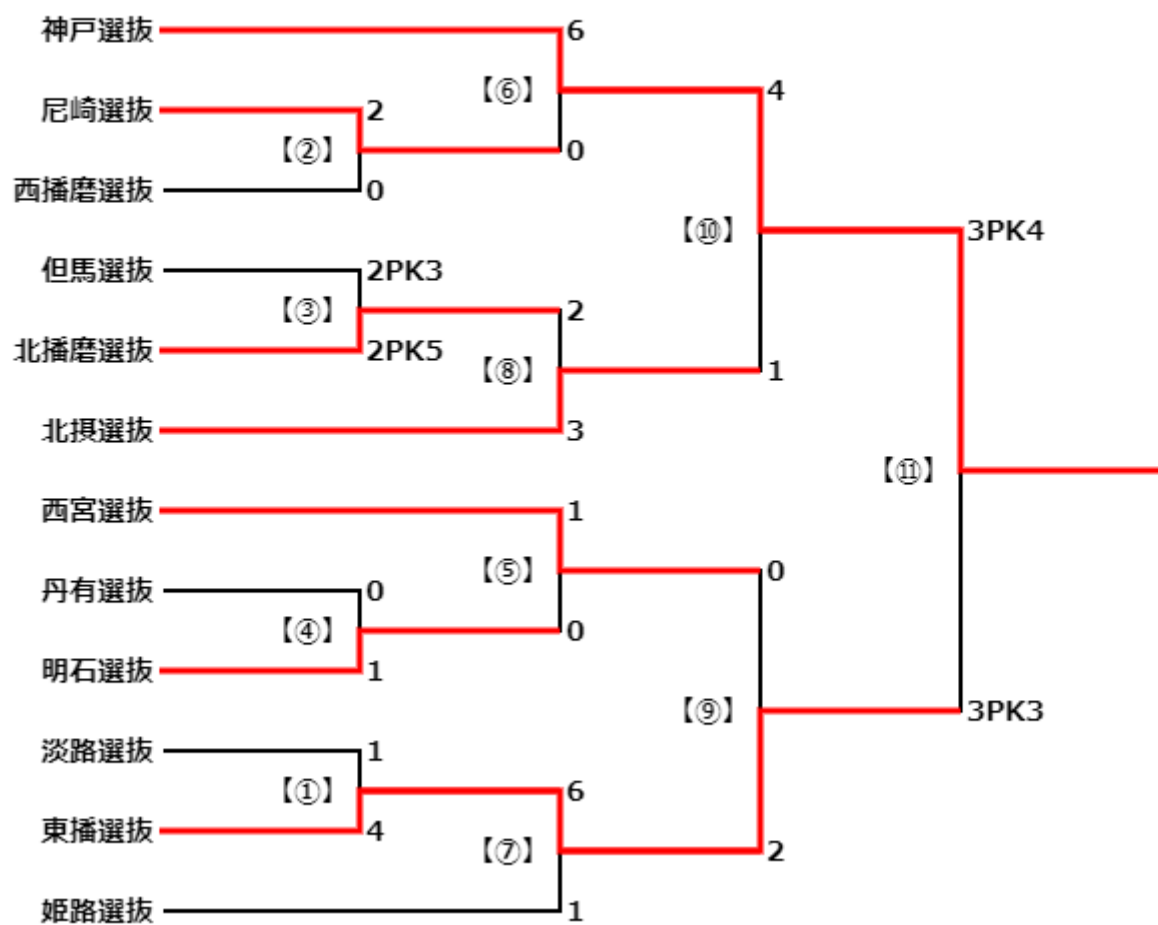 神戸選抜 6
【⑥】 4
尼崎選抜 2
【②】 0
西播磨選抜 0
【⑩】 3PK4
但馬選抜 2PK3
【③】 2
北播磨選抜 2PK5
【⑧】 1
北摂選抜 3
【⑪】
西宮選抜 1
【⑤】 0
丹有選抜 0
【④】 0
明石選抜 1
【⑨】 3PK3
淡路選抜 1
【①】 6
東播選抜 4
【⑦】 2
姫路選抜 1